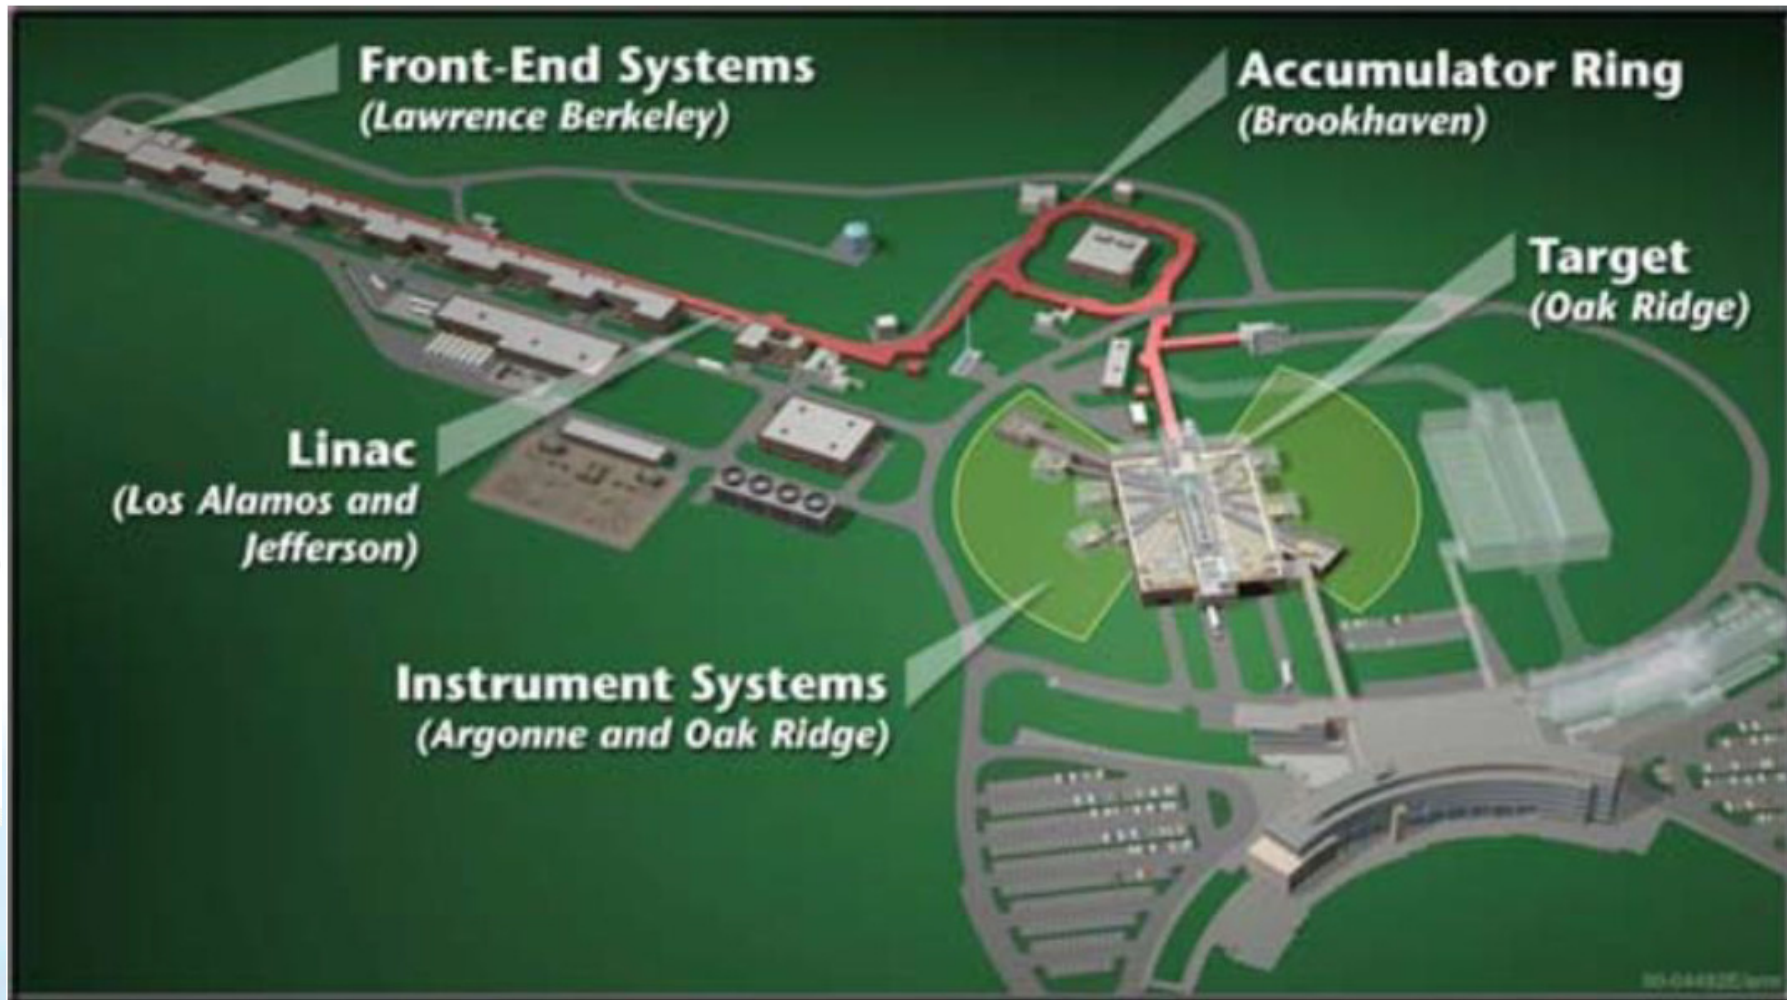 Front-End Systems
(Lawrence Berkeley)
Accumulator Ring
(Brookhaven)
Target
(Oak Ridge)
Linac
(Los Alamos and
Jefferson)
Instrument Systems
(Argonne and Oak Ridge)